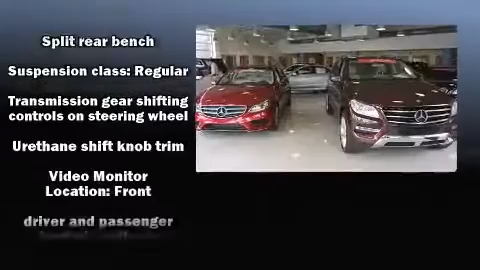 Split rear bench
Suspension class: Regular
Transmission gear shifting
controls on steering wheel
Urethane shift knob trim
Video Monitor
Location: Front
driver and passenger